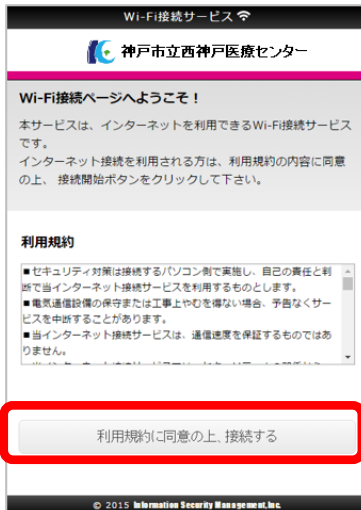 Wi-Fi接続サービス
神戸市立西神戸医療センター
Wi-Fi接続ページへようこそ！
本サービスは、インターネットを利用できるWi-Fi接続サービス
です。
インターネット接続を利用される方は、利用規約の内容に同意
の上、 接続開始ボタンをクリックして下さい。
利用規約
■セキュリティ対策は接続するパソコン側で実施し、自己の責任と判
断で当インターネット接続サービスを利用するものとします。
■電気通信設備の保守または工事上やむを得ない場合、予告なくサー
ビスを中断することがあります。
■当インターネット接続サービスは、通信速度を保証するものではあ
りません。
利用規約に同意の上、接続する
© 2015 Information Security Management,Inc.